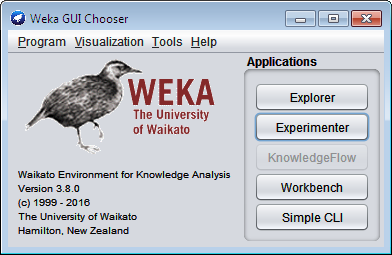 Weka GUI Chooser
Program Visualization Tools Help
WEKA
The University
of Waikato
Waikato Environment for Knowledge Analysis
Version 3.8.0
(c) 1999 - 2016
The University of Waikato
Hamilton, New Zealand
Applications
Explorer
Experimenter
KnowledgeFlow
Workbench
Simple CLI